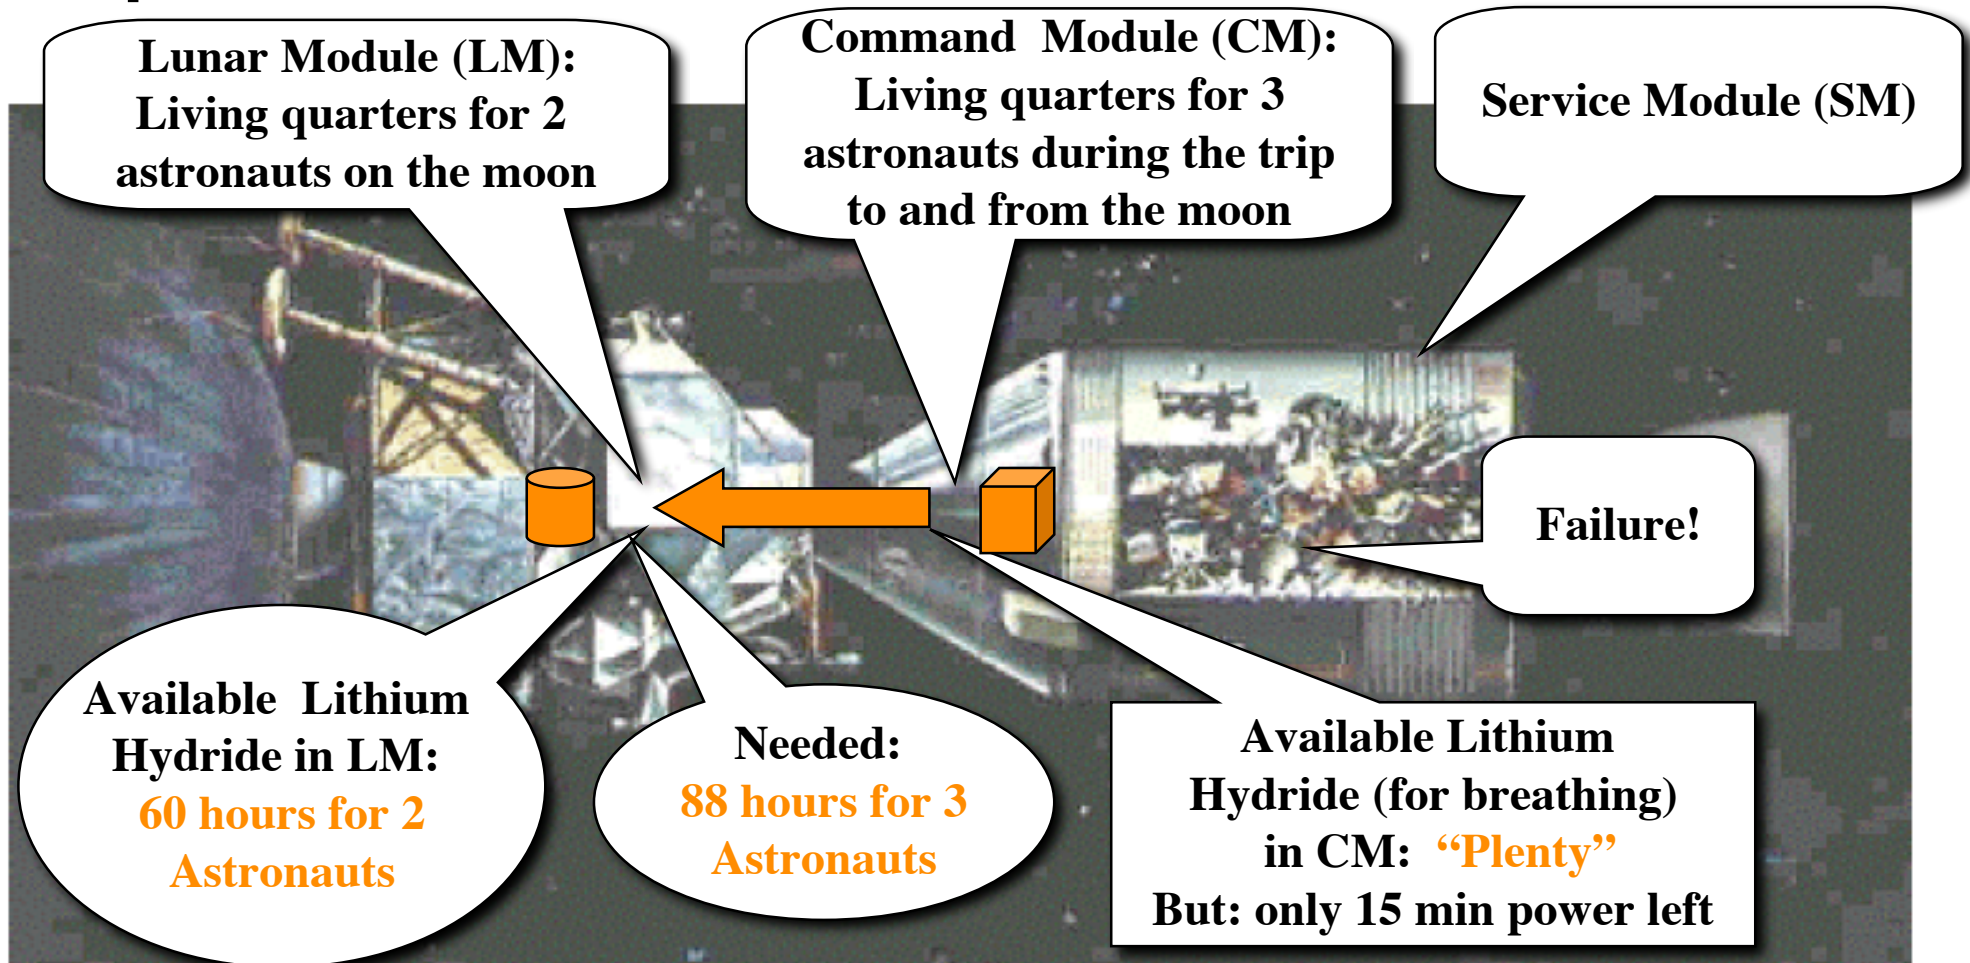 Lunar Module (LM):
Living quarters for 2
astronauts on the moon
Command Module (CM):
Living quarters for 3
astronauts during the trip
to and from the moon
Service Module (SM)
Failure!
Available Lithium
Hydride in LM:
60 hours for 2
Astronauts
Needed:
88 hours for 3
Astronauts
Available Lithium
Hydride (for breathing)
in CM: “Plenty”
But: only 15 min power left